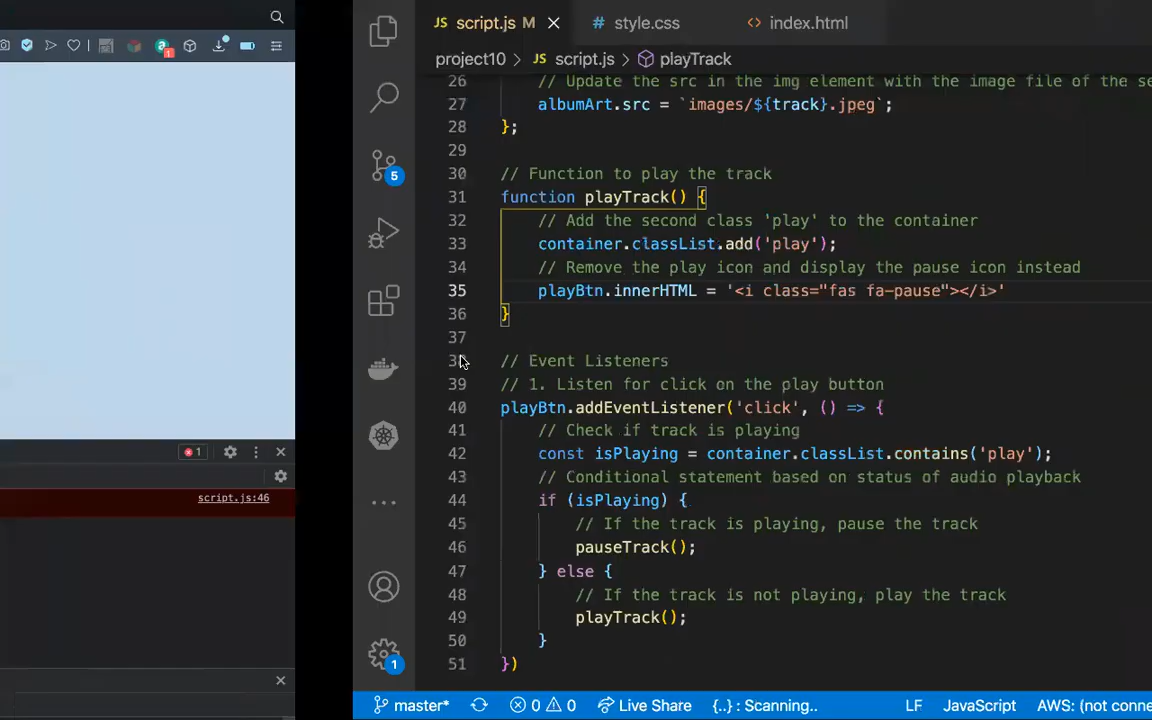 script.js M
style.css
index.html
project10 > script.js > playTrack
26 // Update the src in the img element with the image file of the se
27 albumArt.src = `images/${track}.jpeg`;
28 };
29
30 // Function to play the track
31 function playTrack() {
32 // Add the second class 'play' to the container
33 container.classList.add('play');
34 // Remove the play icon and display the pause icon instead
35 playBtn.innerHTML = '<i class="fas fa-pause"></i>'
36 }
37
38 // Event Listeners
39 // 1. Listen for click on the play button
40 playBtn.addEventListener('click', () => {
41 // Check if track is playing
42 const isPlaying = container.classList.contains('play');
43 // Conditional statement based on status of audio playback
44 if (isPlaying) {
45 // If the track is playing, pause the track
46 pauseTrack();
47 } else {
48 // If the track is not playing, play the track
49 playTrack();
50 }
51 })
1
5
1
1
script.js:46
master* 0 0 Live Share {..} : Scanning.. LF JavaScript AWS: (not conne